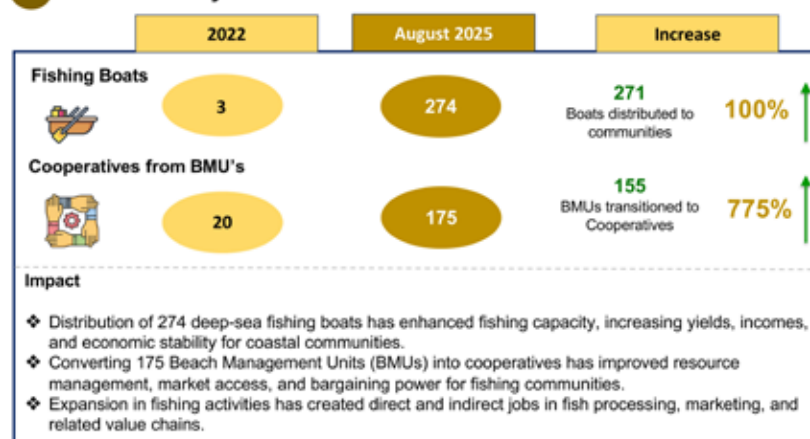 2022 August 2025 Increase
Fishing Boats
3 274 271 100%
Boats distributed to
communities
Cooperatives from BMU's
20 175 155 775%
BMUs transitioned to
Cooperatives
Impact
❖ Distribution of 274 deep-sea fishing boats has enhanced fishing capacity, increasing yields, incomes,
and economic stability for coastal communities.
❖ Converting 175 Beach Management Units (BMUs) into cooperatives has improved resource
management, market access, and bargaining power for fishing communities.
❖ Expansion in fishing activities has created direct and indirect jobs in fish processing, marketing, and
related value chains.